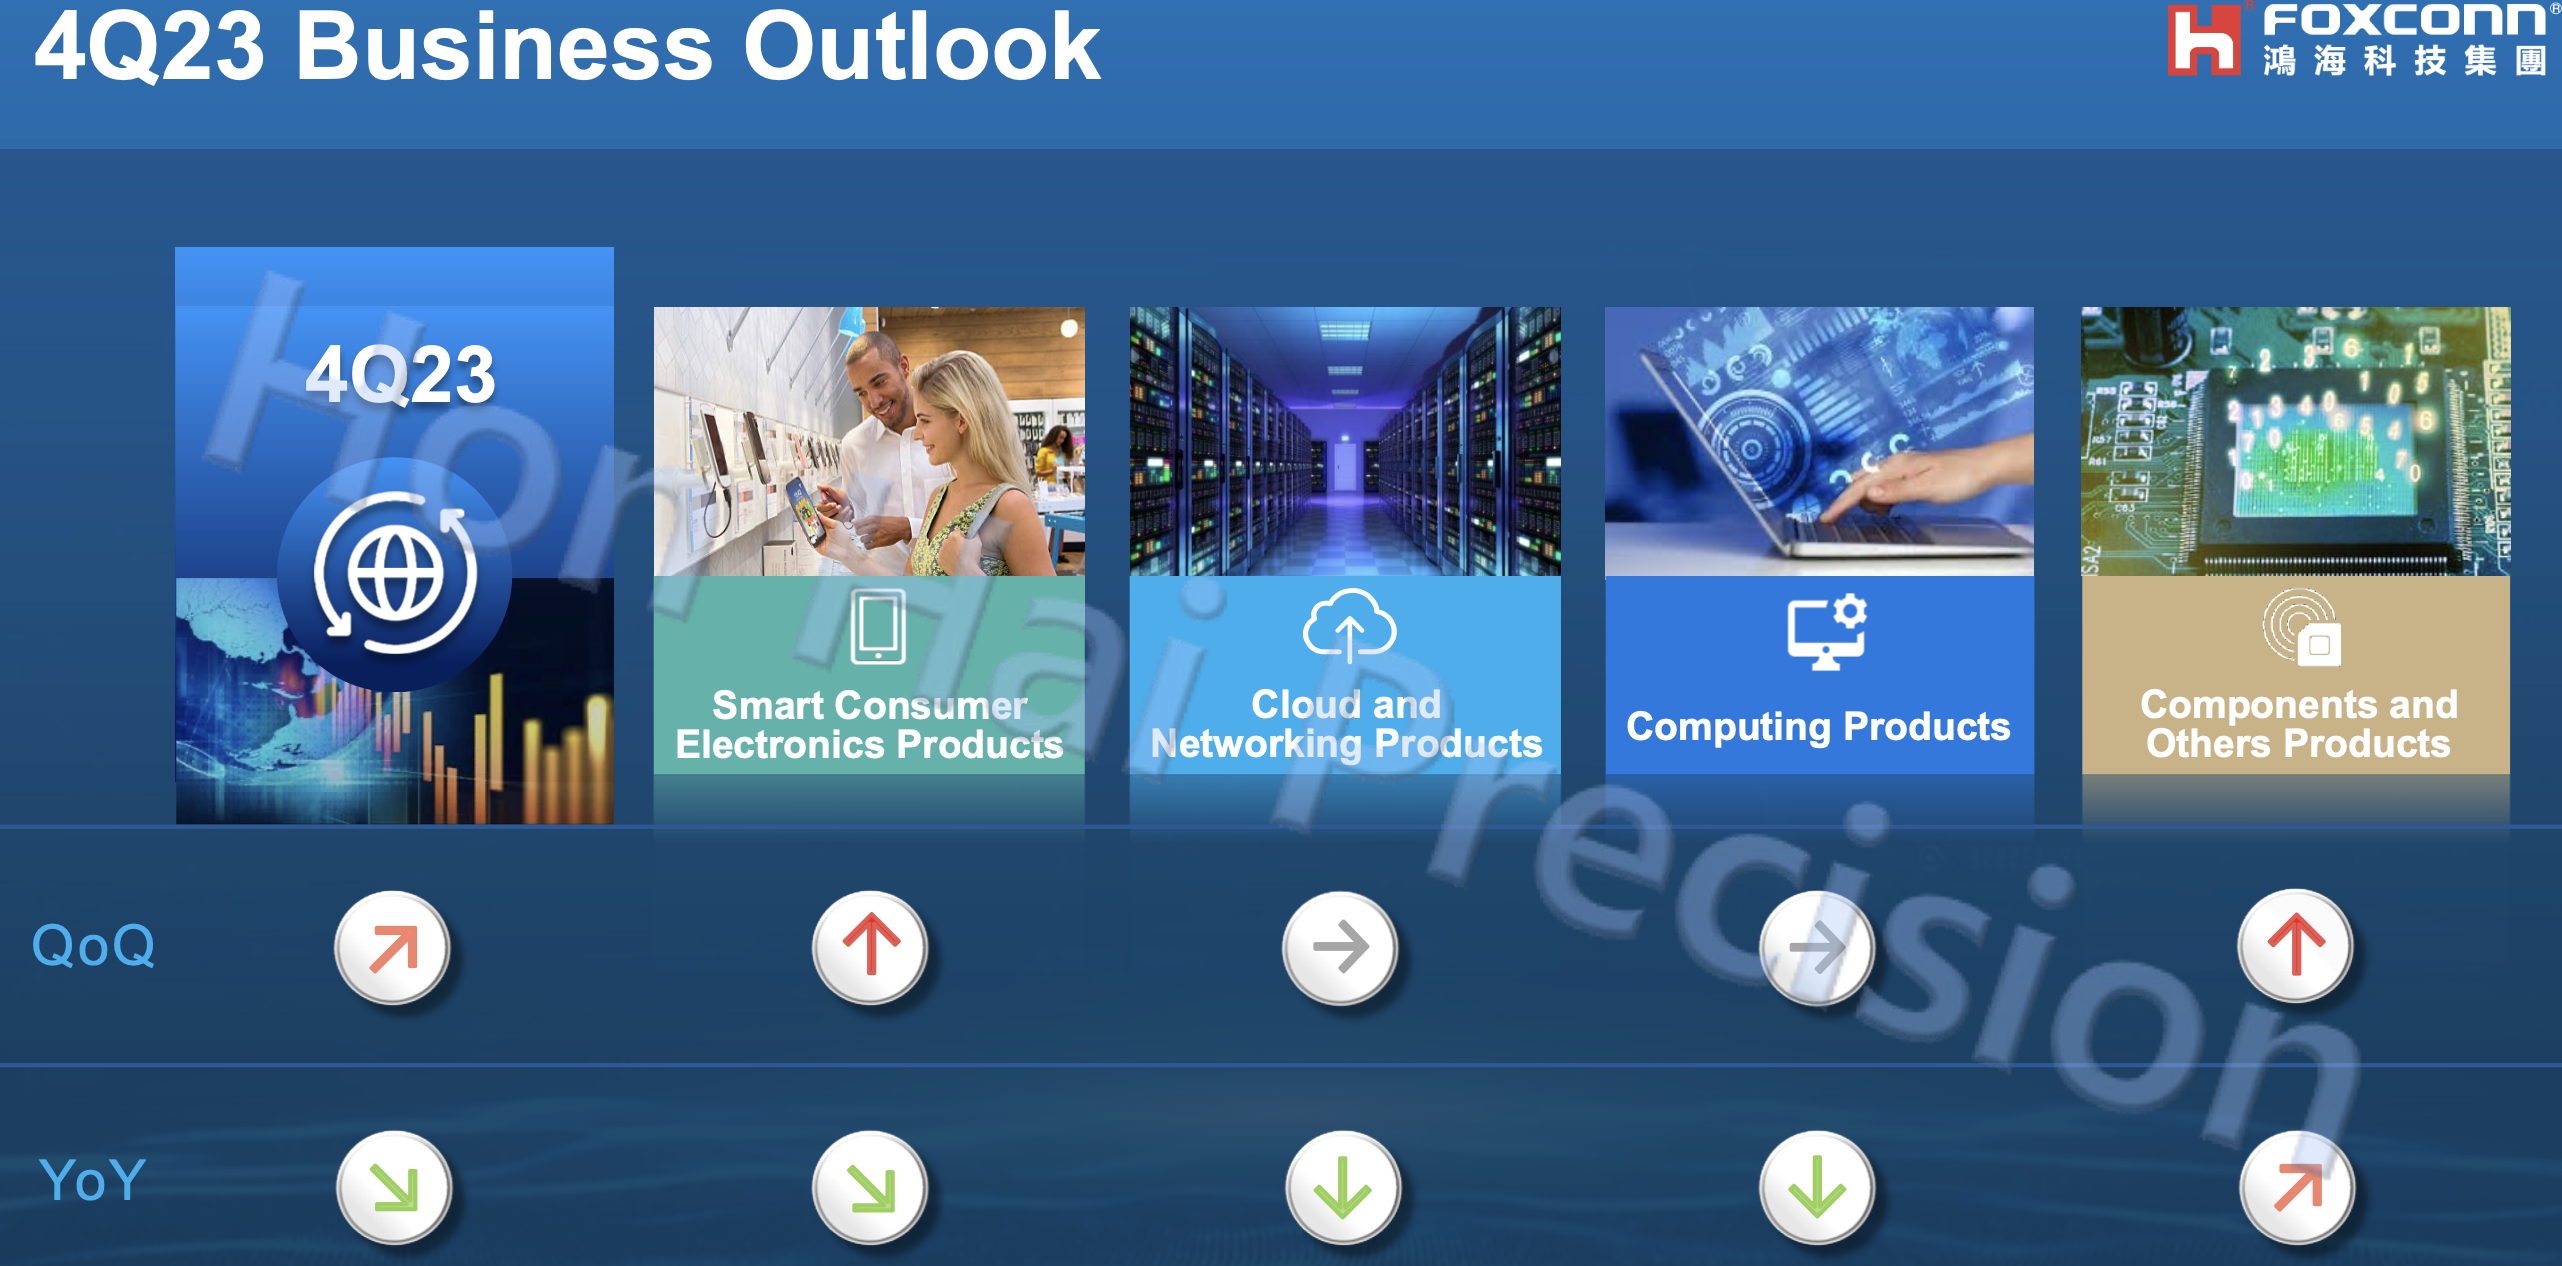 4Q23 Business Outlook
FOXCONN®
鴻海科技集團
4Q23
Smart Consumer
Electronics Products
Cloud and
Networking Products
Computing Products
Components and
Others Products
QoQ
YoY
Hon Hai Precision